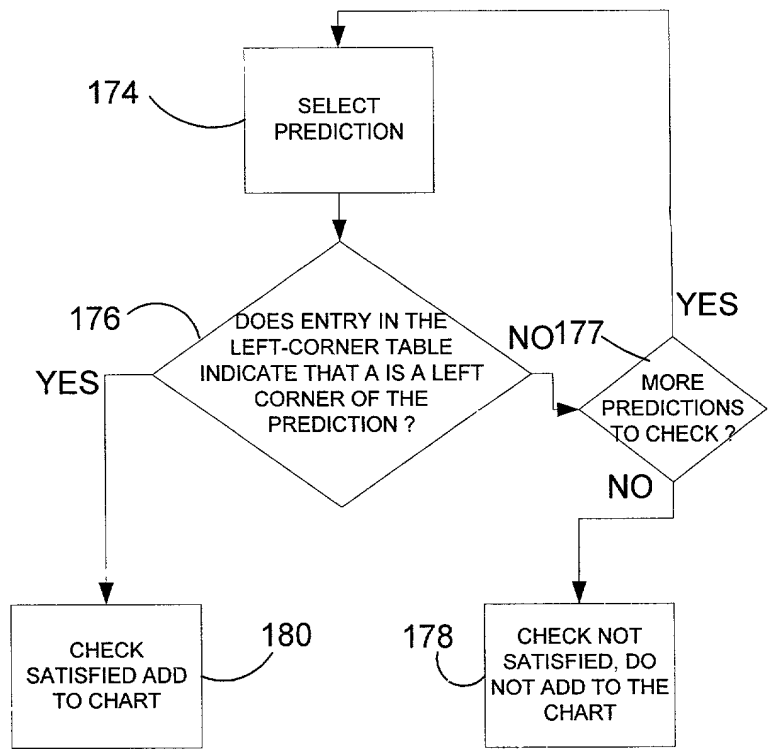 174
SELECT
PREDICTION
176
DOES ENTRY IN THE
LEFT-CORNER TABLE
INDICATE THAT A IS A LEFT
CORNER OF THE
PREDICTION ?
YES
NO
177
YES
MORE
PREDICTIONS
TO CHECK ?
NO
CHECK
SATISFIED ADD
TO CHART
180
178
CHECK NOT
SATISFIED, DO
NOT ADD TO THE
CHART